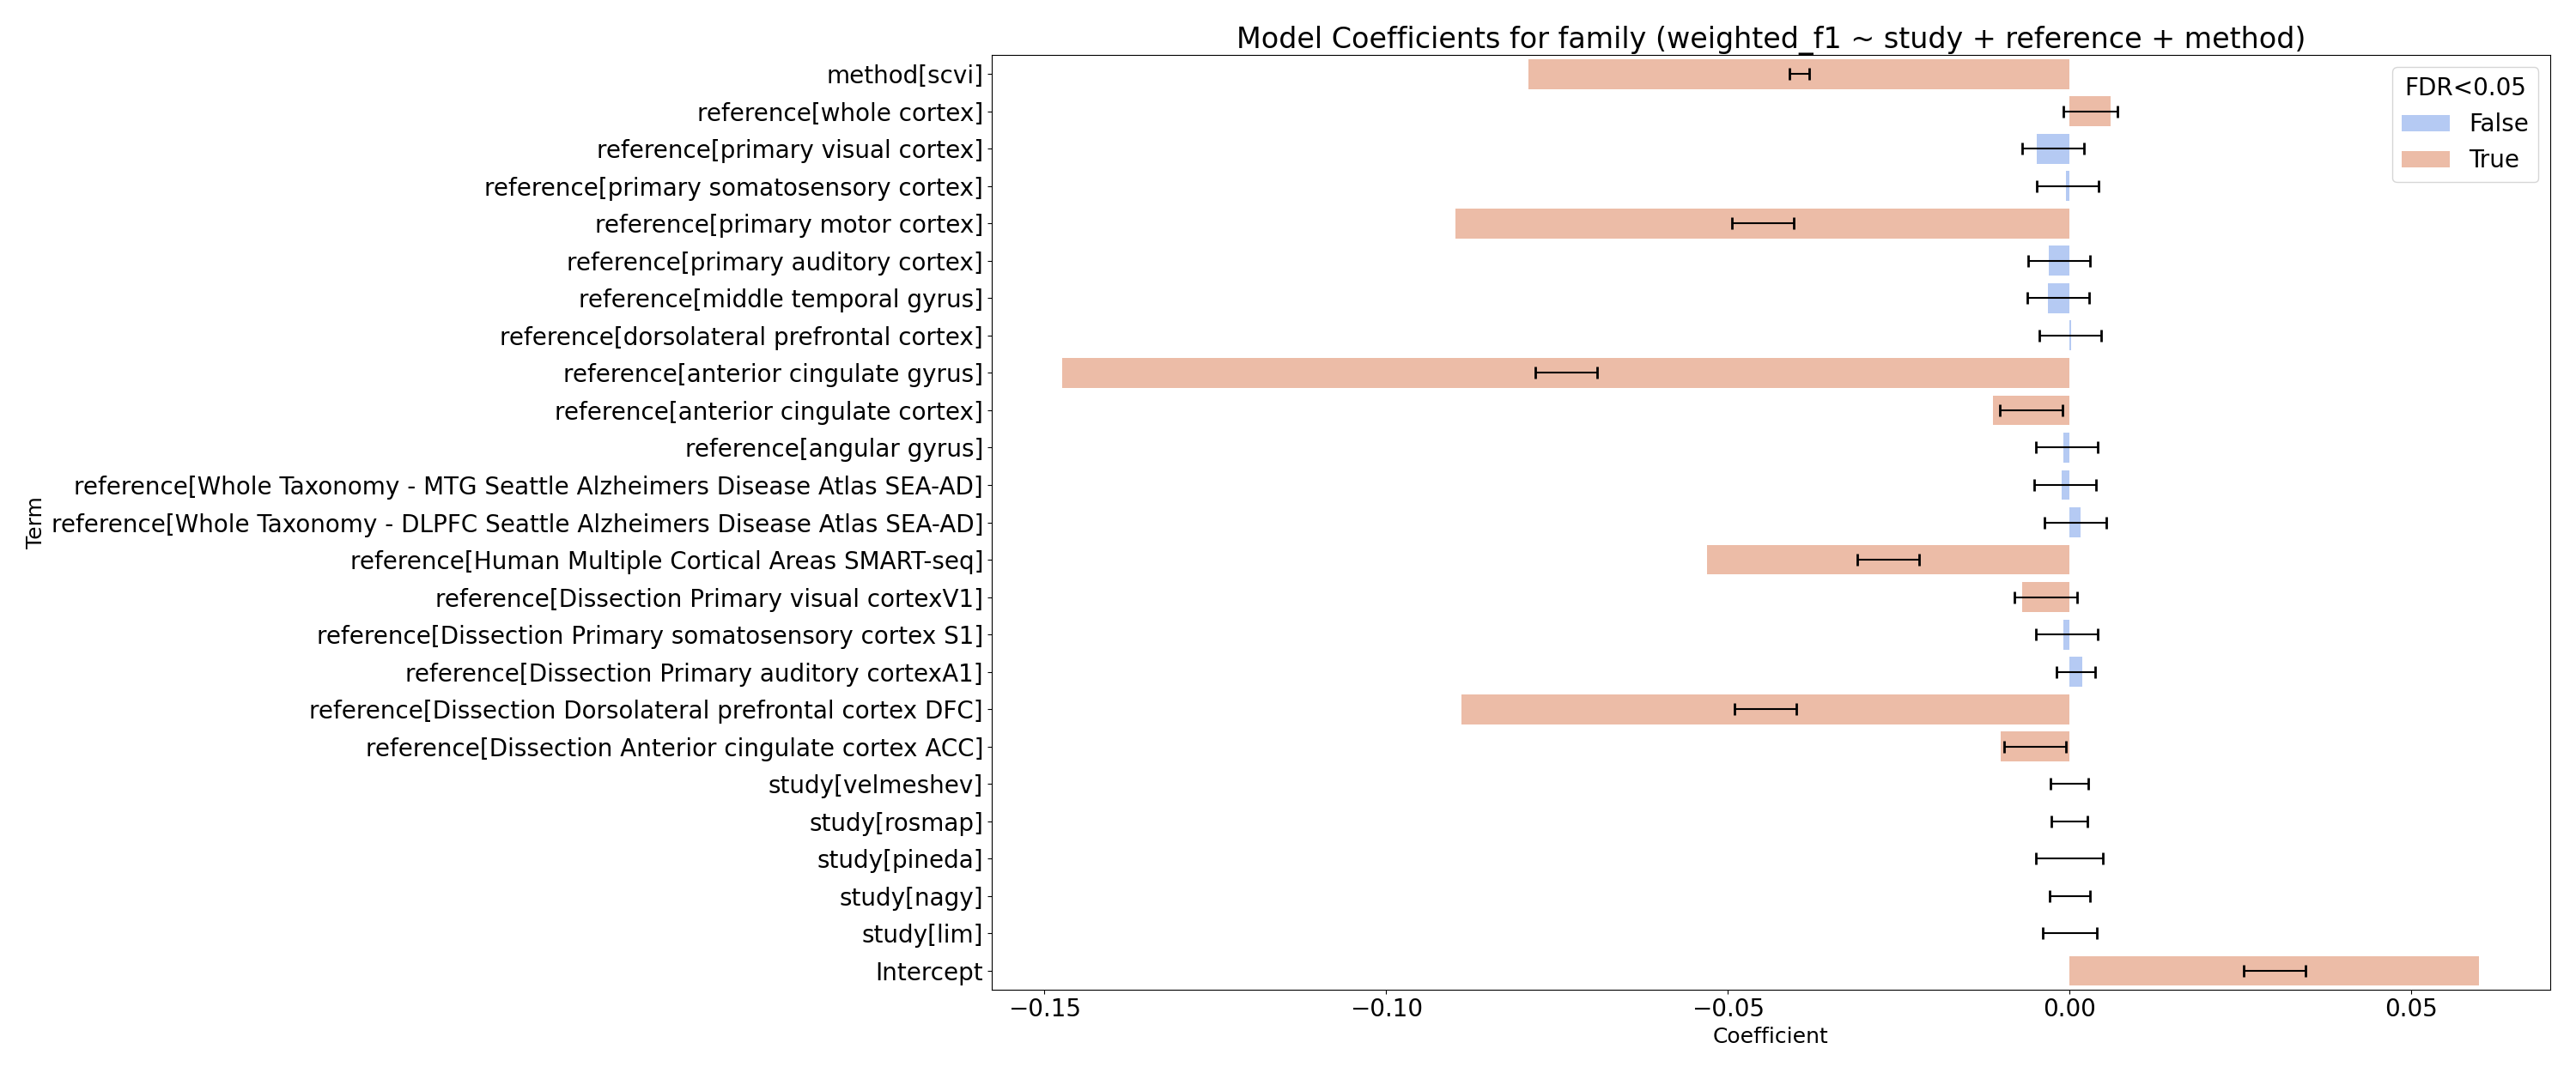 Model Coefficients for family (weighted_f1 ~ study + reference + method)
method[scvi]
reference[whole cortex]
reference[primary visual cortex]
reference[primary somatosensory cortex]
reference[primary motor cortex]
reference[primary auditory cortex]
reference[middle temporal gyrus]
reference[dorsolateral prefrontal cortex]
reference[anterior cingulate gyrus]
reference[anterior cingulate cortex]
reference[angular gyrus]
reference[Whole Taxonomy - MTG Seattle Alzheimers Disease Atlas SEA-AD]
reference[Whole Taxonomy - DLPFC Seattle Alzheimers Disease Atlas SEA-AD]
reference[Human Multiple Cortical Areas SMART-seq]
reference[Dissection Primary visual cortexV1]
reference[Dissection Primary somatosensory cortex S1]
reference[Dissection Primary auditory cortexA1]
reference[Dissection Dorsolateral prefrontal cortex DFC]
reference[Dissection Anterior cingulate cortex ACC]
study[velmeshev]
study[rosmap]
study[pineda]
study[nagy]
study[lim]
Intercept
Term
−0.15 −0.10 −0.05 0.00 0.05
Coefficient
FDR<0.05
False
True